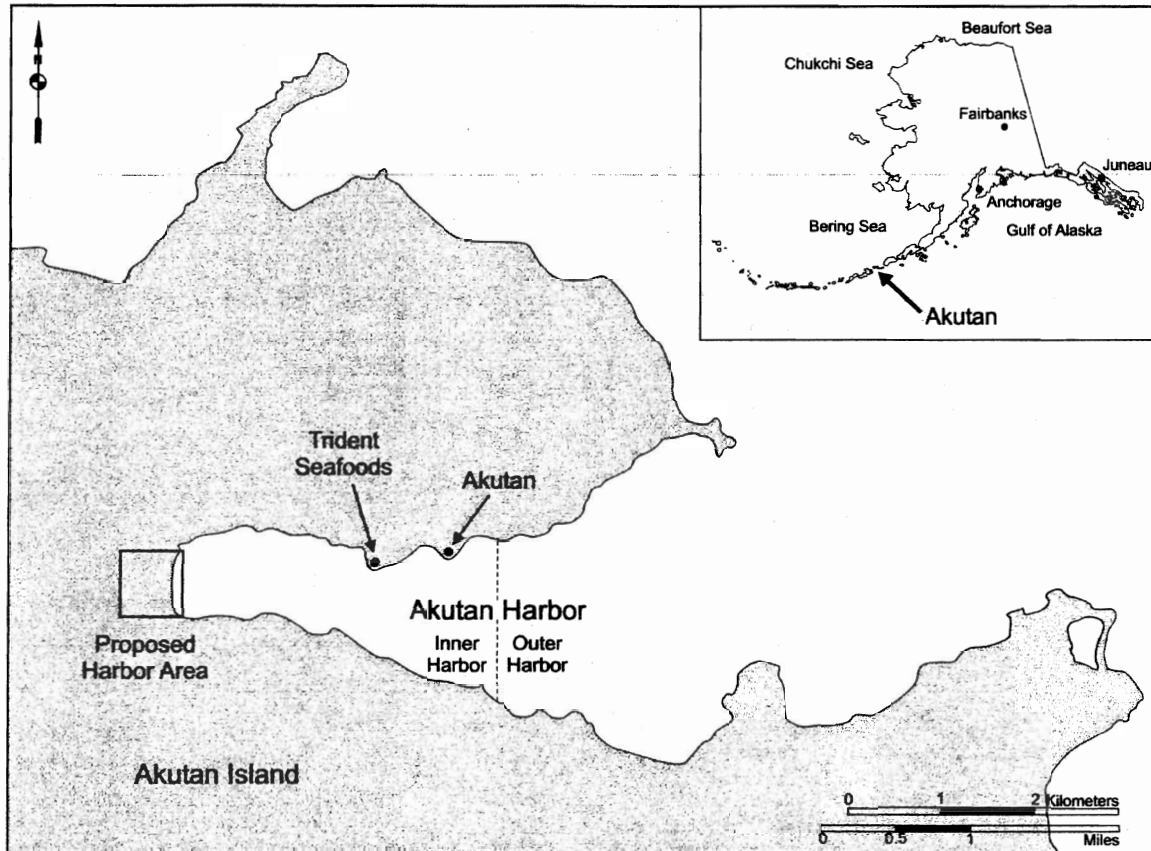 N
Beaufort Sea
Chukchi Sea
Fairbanks
Juneau
Anchorage
Bering Sea
Gulf of Alaska
Akutan
Trident
Seafoods
Akutan
Akutan Harbor
Inner
Harbor
Outer
Harbor
Proposed
Harbor Area
Akutan Island
0 1 2 Kilometers
0 0.5 1 Miles